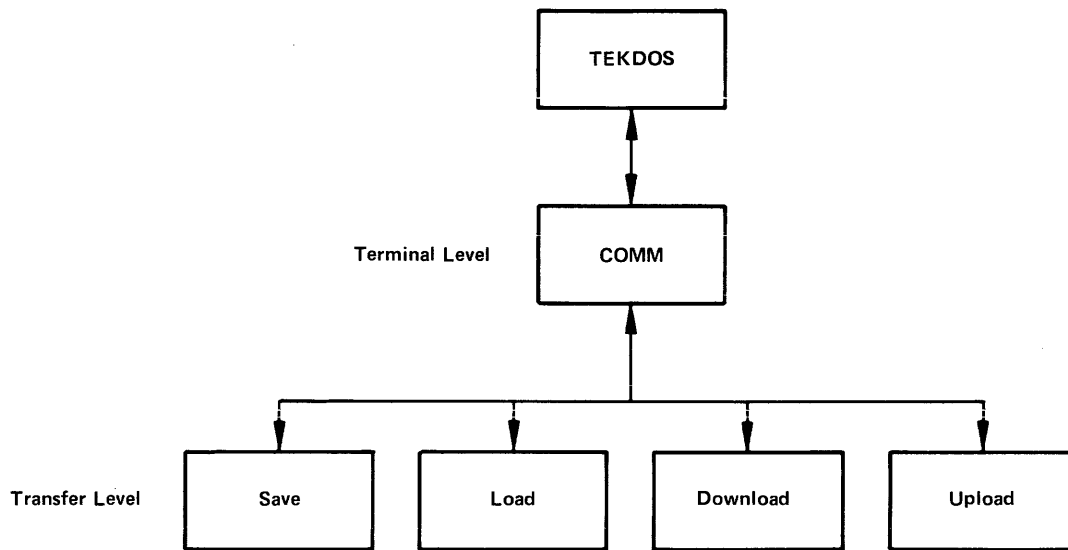 TEKDOS
Terminal Level
COMM
Transfer Level
Save
Load
Download
Upload